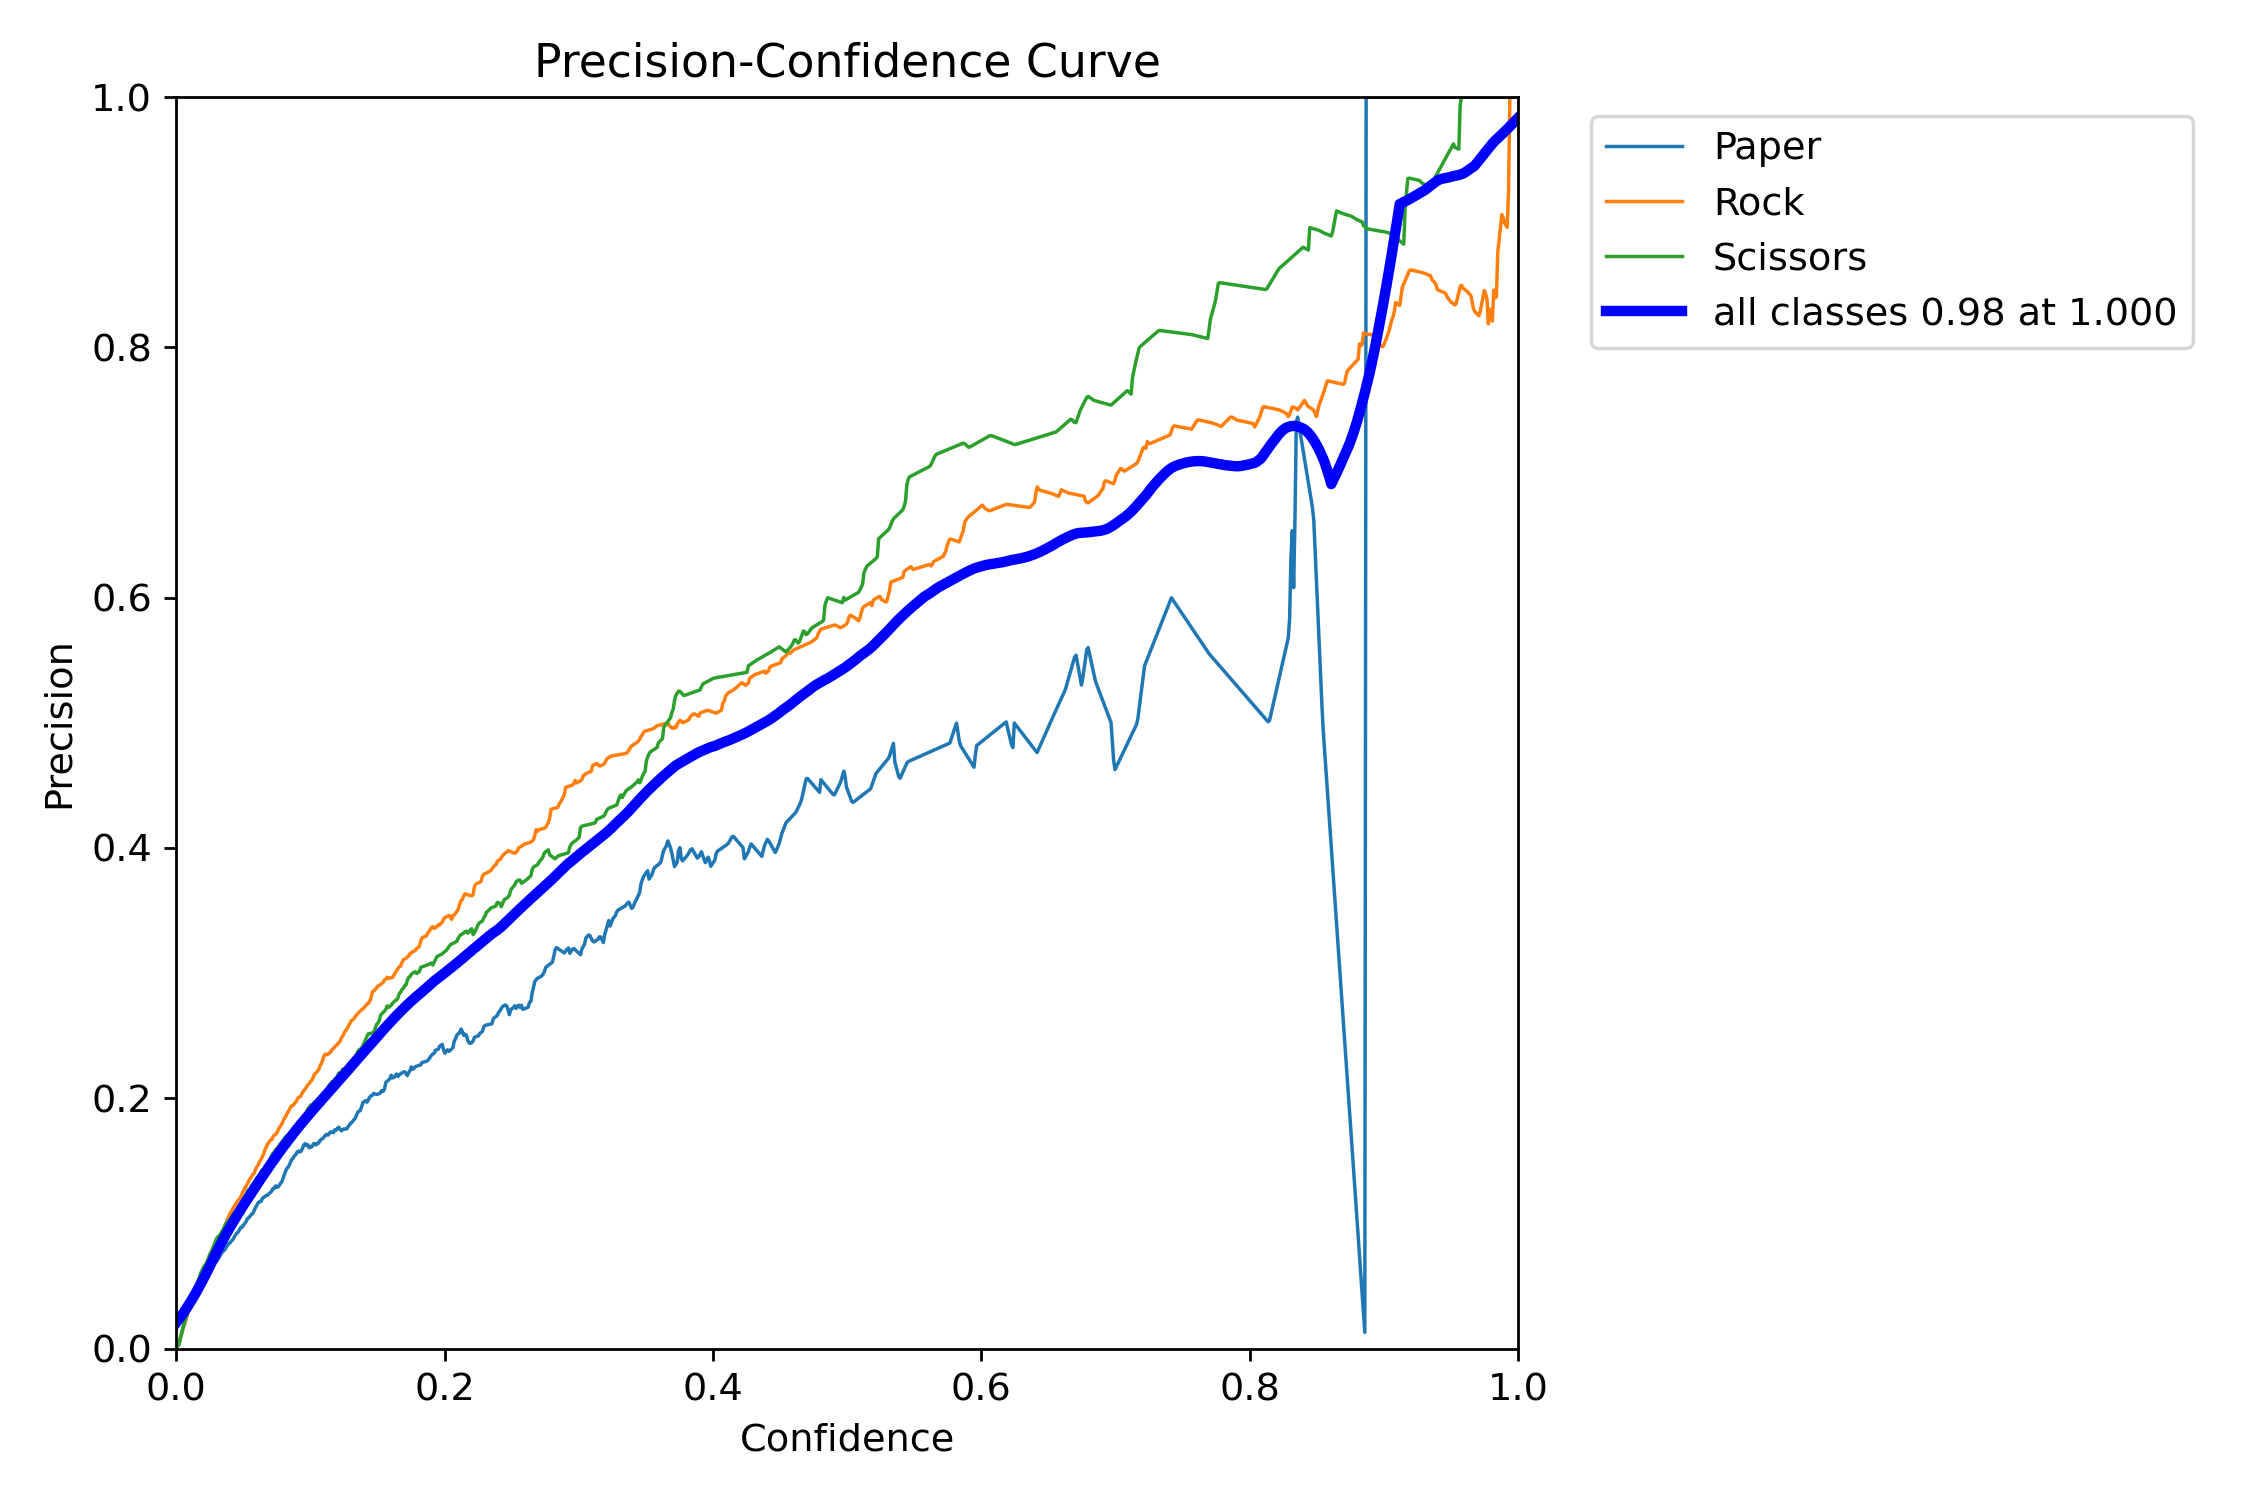 Precision-Confidence Curve
1.0
0.8
0.6
0.4
0.2
0.0
Precision
0.0 0.2 0.4 0.6 0.8 1.0
Confidence
Paper
Rock
Scissors
all classes 0.98 at 1.000